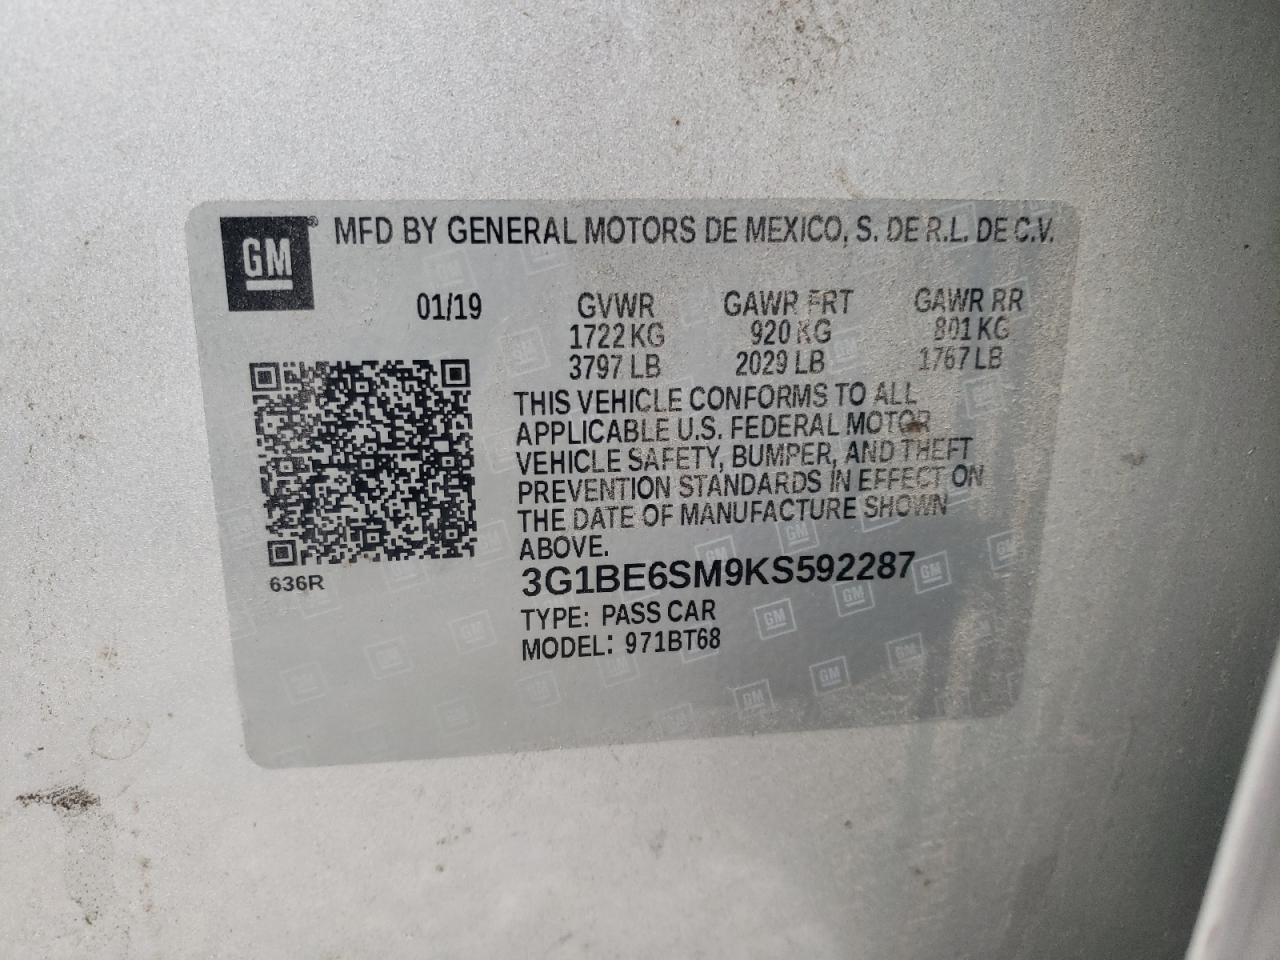 GM® MFD BY GENERAL MOTORS DE MEXICO, S. DE R.L. DE C.V.
01/19 GVWR GAWR FRT GAWR RR
1722 KG 920 KG 801 KG
3797 LB 2029 LB 1767 LB
THIS VEHICLE CONFORMS TO ALL
APPLICABLE U.S. FEDERAL MOTOR
VEHICLE SAFETY, BUMPER, AND THEFT
PREVENTION STANDARDS IN EFFECT ON
THE DATE OF MANUFACTURE SHOWN
ABOVE.
636R
3G1BE6SM9KS592287
TYPE: PASS CAR
MODEL: 971BT68